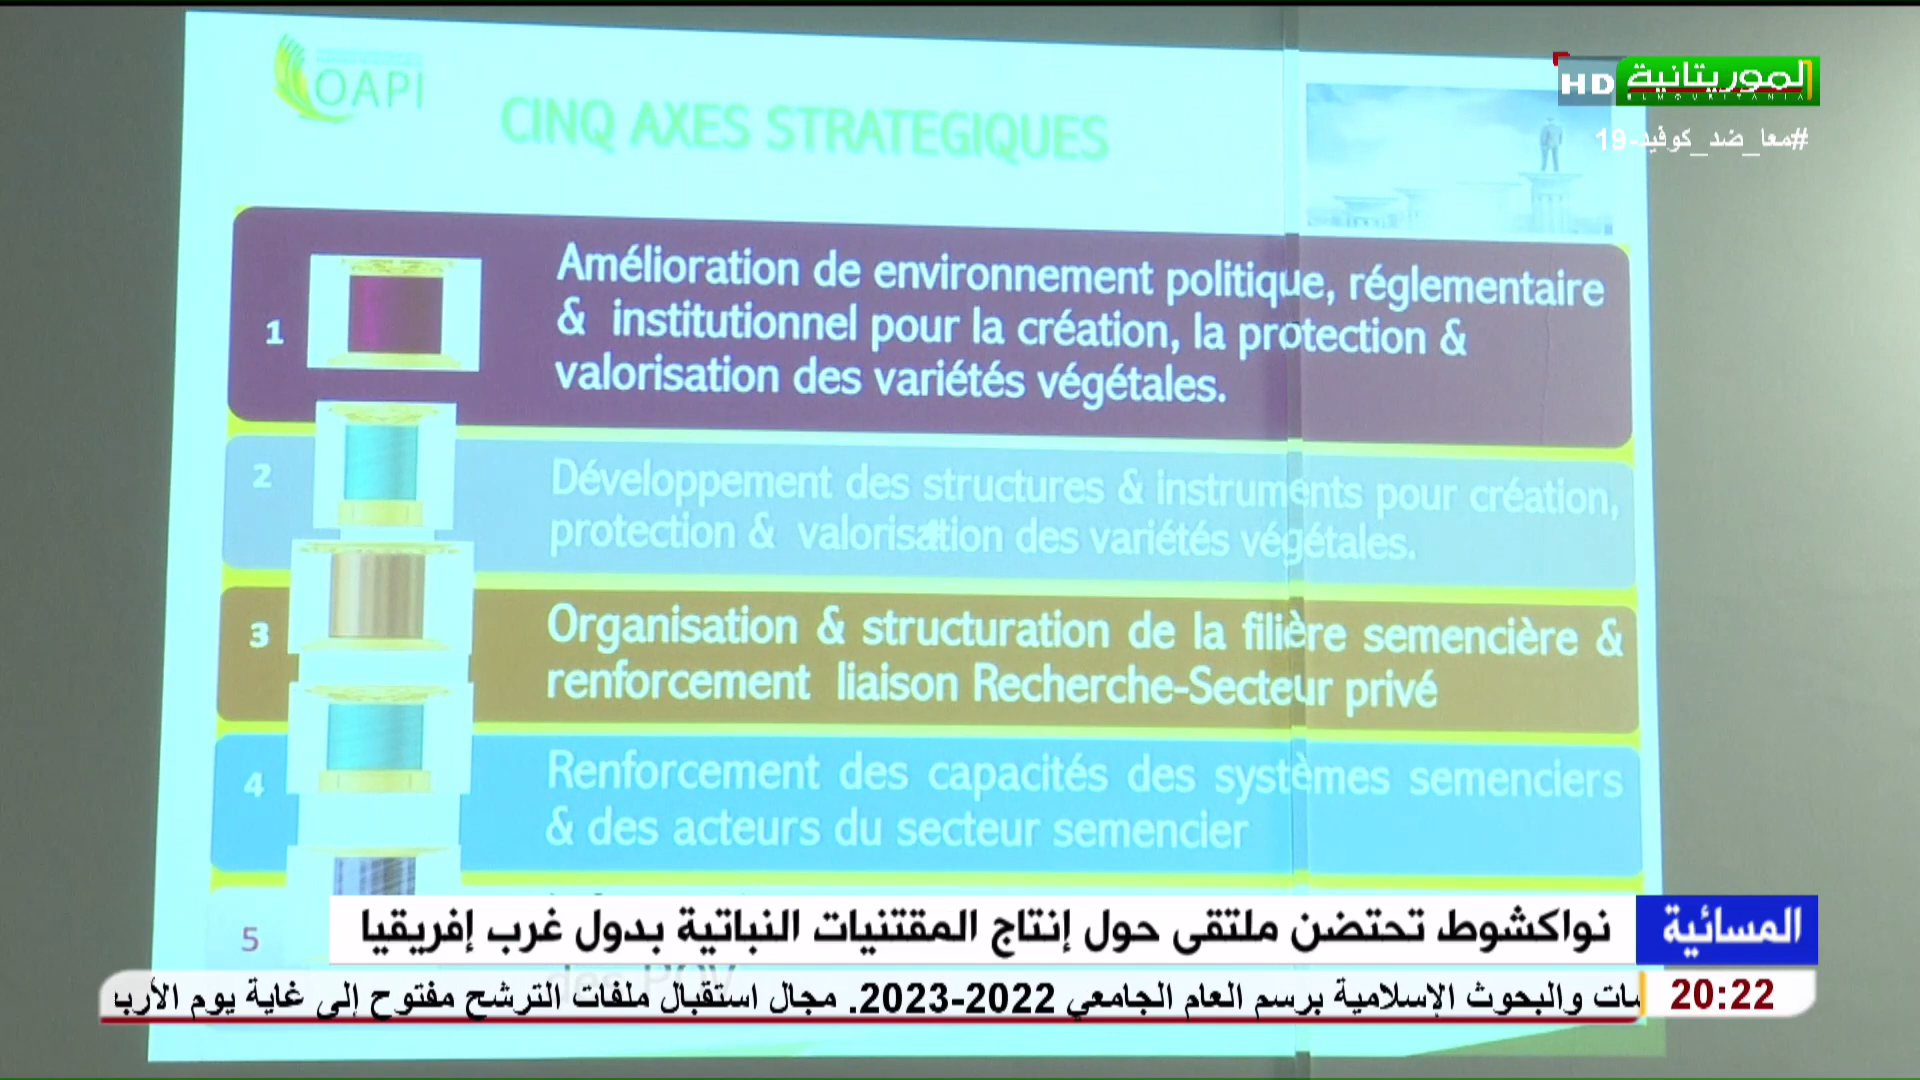 OAPI
CINQ AXES STRATEGIQUES
HD
الموريتانية
ELMOURITANIA
#معا_ضد_كوفيد-19
1
Amélioration de environnement politique, réglementaire
& institutionnel pour la création, la protection &
valorisation des variétés végétales.
2
Développement des structures & instruments pour création,
protection & valorisation des variétés végétales.
3
Organisation & structuration de la filière semencière &
renforcement liaison Recherche-Secteur privé
4
Renforcement des capacités des systèmes semenciers
& des acteurs du secteur semencier
5
des POV
المسائية
نواكشوط تحتضن ملتقى حول إنتاج المقتنيات النباتية بدول غرب إفريقيا
20:22
مات والبحوث الإسلامية برسم العام الجامعي 2022-2023. مجال استقبال ملفات الترشح مفتوح إلى غاية يوم الأرب